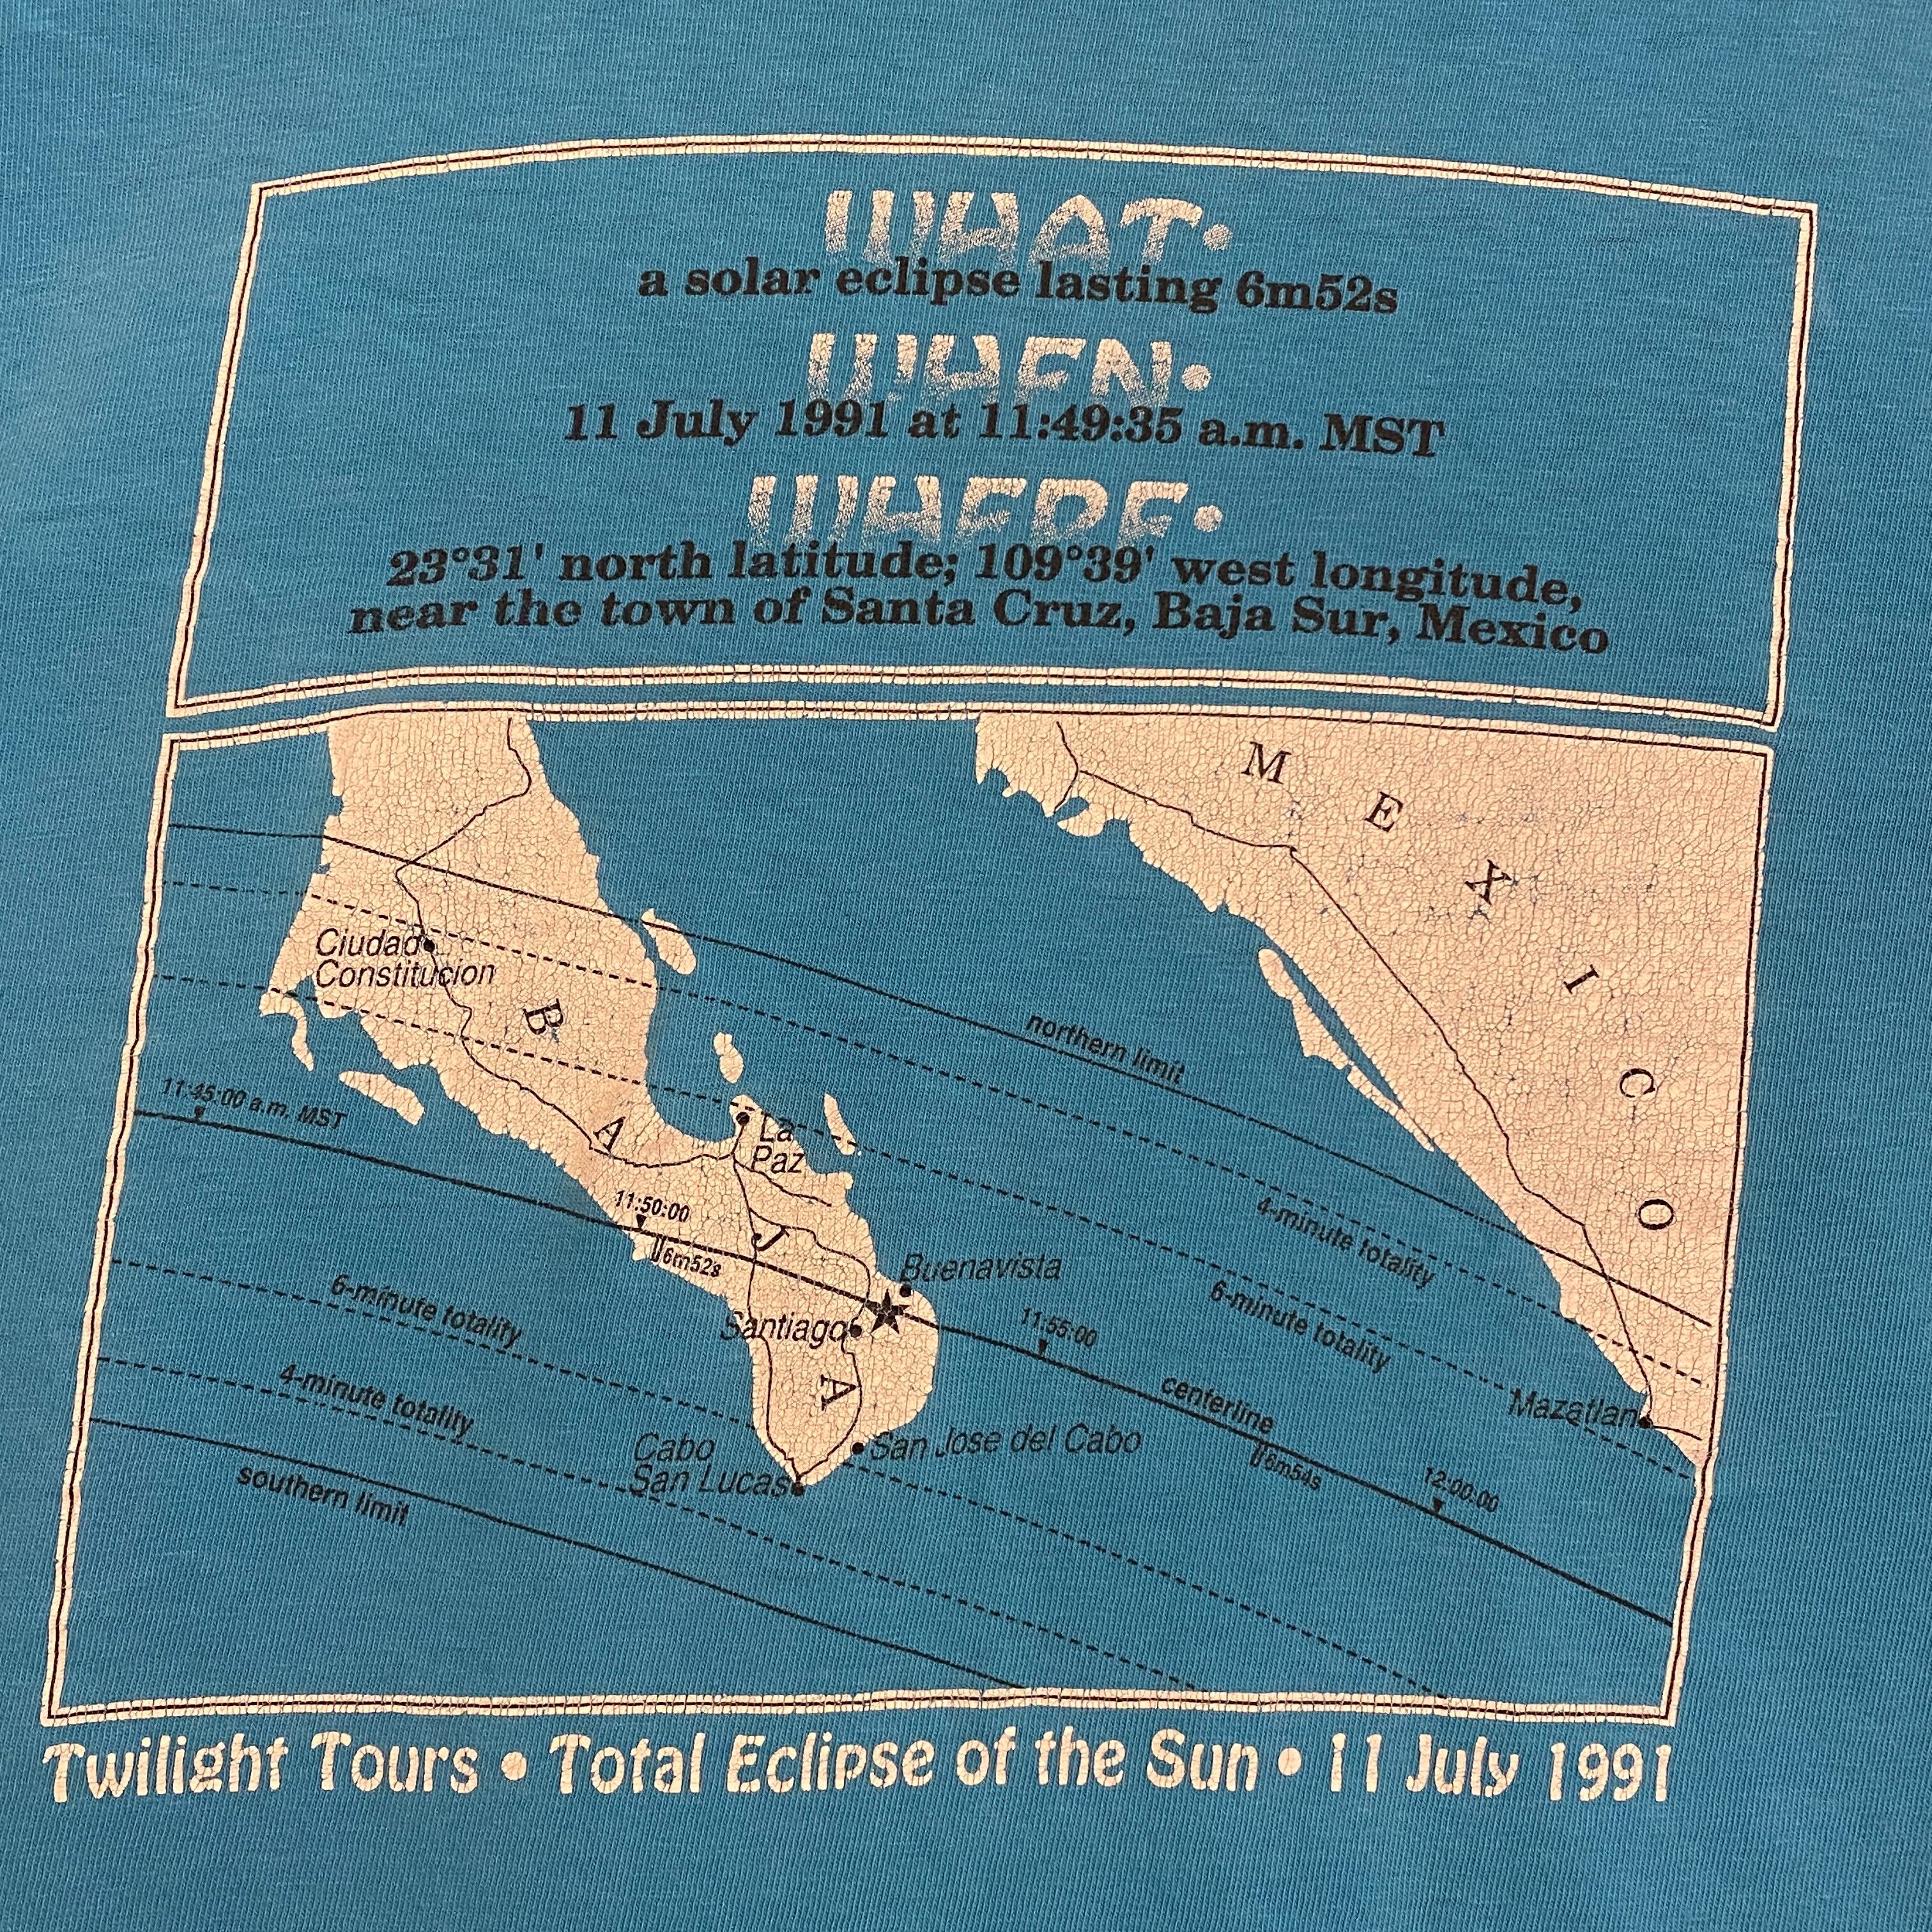 WHAT•
a solar eclipse lasting 6m52s
WHEN•
11 July 1991 at 11:49:35 a.m. MST
WHERE•
23°31' north latitude; 109°39' west longitude,
near the town of Santa Cruz, Baja Sur, Mexico
MEXICO
Ciudad
Constitucion
BAJA
northern limit
11:45:00 a.m. MST
La
Paz
11:50:00
6m52s
4-minute totality
Buenavista
6-minute totality
6-minute totality
Santiago
11:55:00
4-minute totality
centerline
Mazatlan
Cabo
San Lucas
San Jose del Cabo
6m54s
12:00:00
southern limit
Twilight Tours • Total Eclipse of the Sun • 11 July 1991